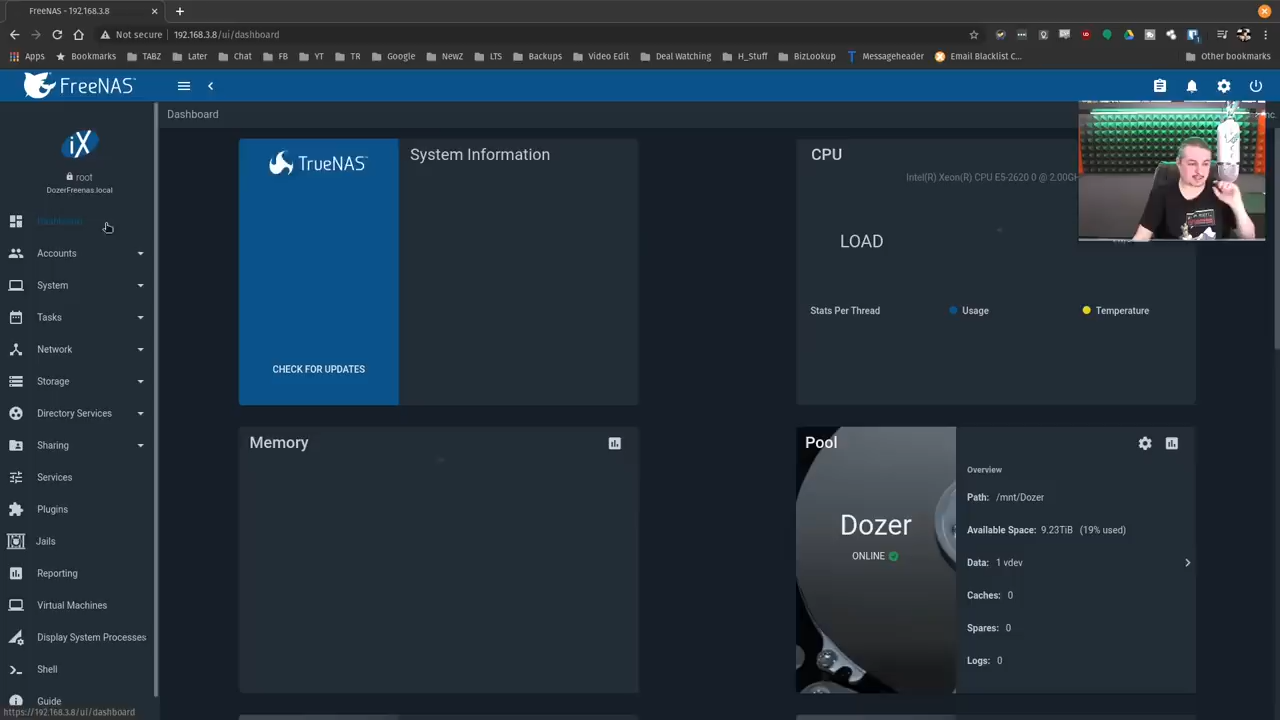 FreeNAS - 192.168.3.8
Not secure
192.168.3.8/ui/dashboard
Apps
Bookmarks
TABZ
Later
Chat
FB
YT
TR
Google
NewZ
LTS
Backups
Video Edit
Deal Watching
H_Stuff
BizLookup
Messageheader
Email Blacklist C...
Other bookmarks
FreeNAS
Dashboard
iX
root
DozerFreenas.local
Dashboard
Accounts
System
Tasks
Network
Storage
Directory Services
Sharing
Services
Plugins
Jails
Reporting
Virtual Machines
Display System Processes
Shell
Guide
TrueNAS
CHECK FOR UPDATES
System Information
CPU
Intel(R) Xeon(R) CPU E5-2620 0 @ 2.00GH
LOAD
Stats Per Thread
Usage
Temperature
Memory
Pool
Dozer
ONLINE
Overview
Path: /mnt/Dozer
Available Space: 9.23TiB (19% used)
Data: 1 vdev
Caches: 0
Spares: 0
Logs: 0
https://192.168.3.8/ui/dashboard